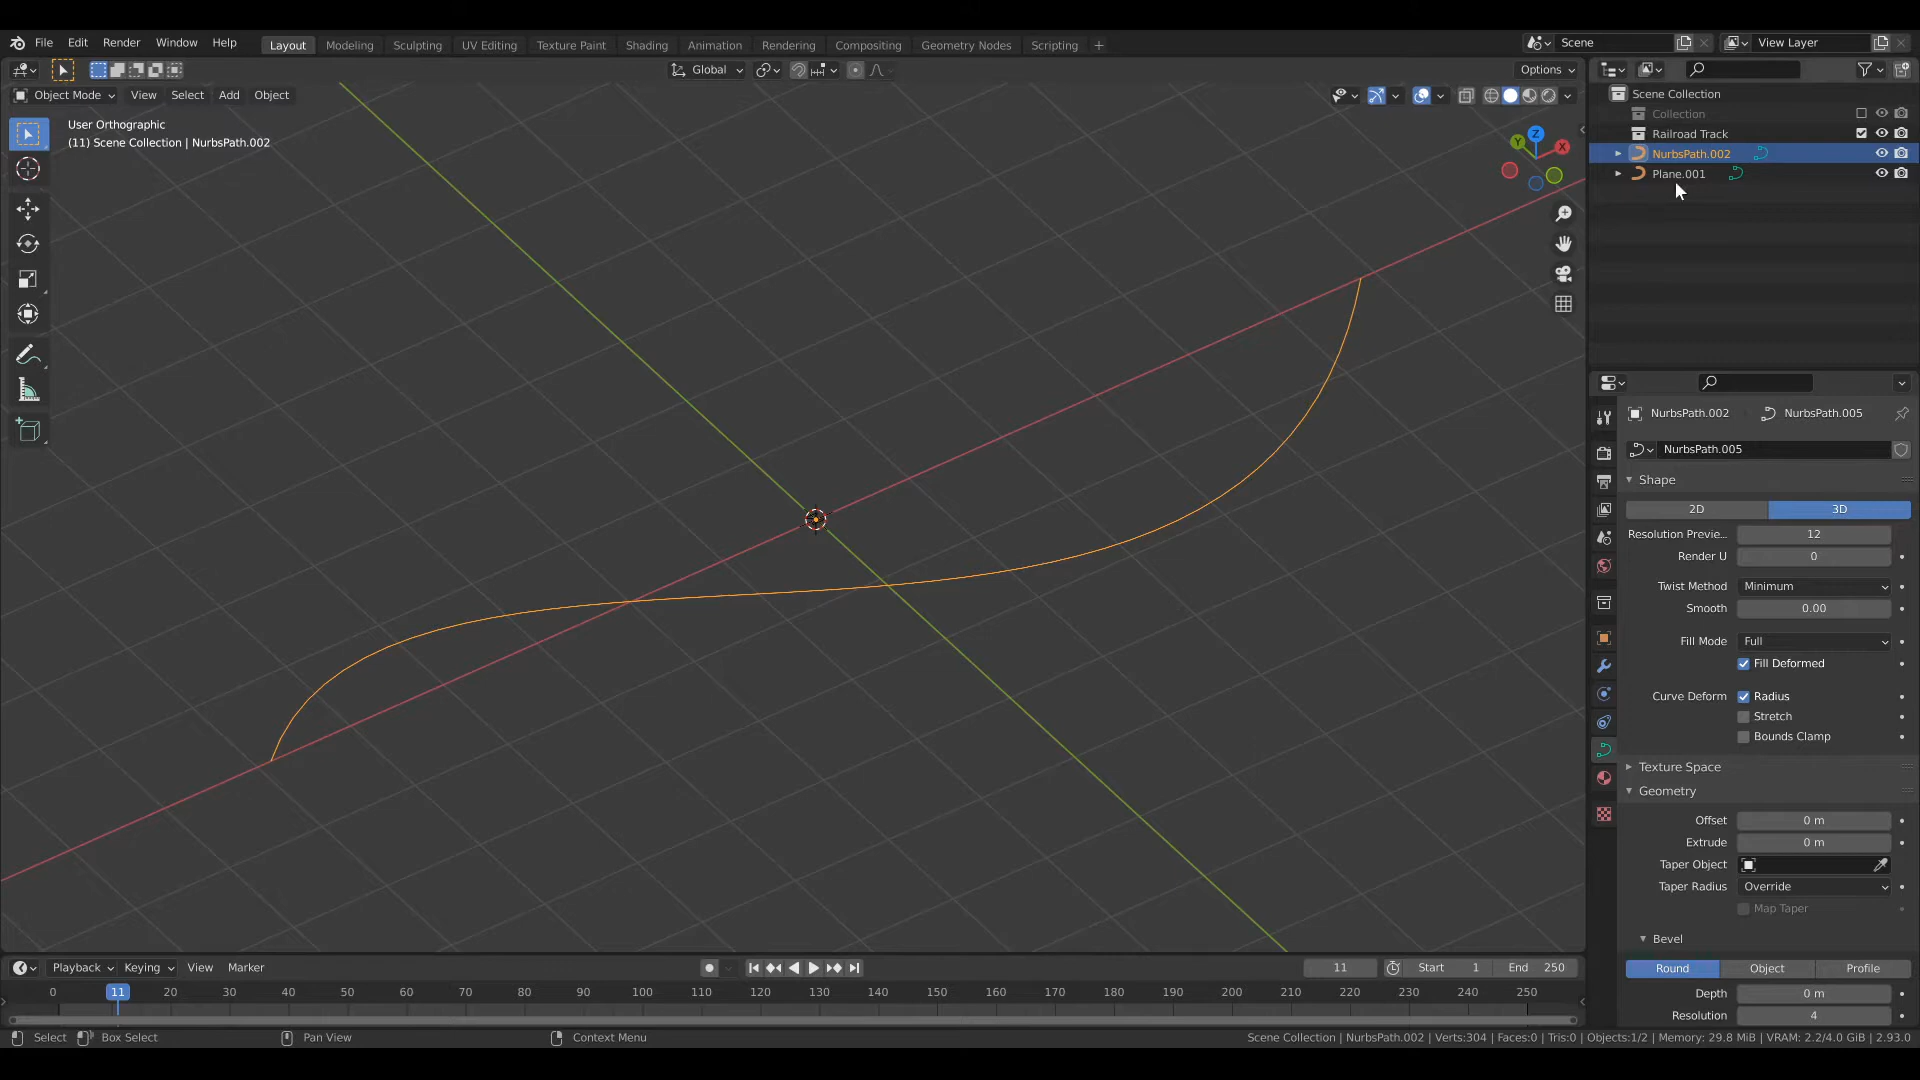 File Edit Render Window Help Layout Modeling Sculpting UV Editing Texture Paint Shading Animation Rendering Compositing Geometry Nodes Scripting + Scene View Layer
Global Options
Object Mode View Select Add Object
User Orthographic
(11) Scene Collection | NurbsPath.002
Z
Y
X
Scene Collection
Collection
Railroad Track
NurbsPath.002
Plane.001
NurbsPath.002 NurbsPath.005
NurbsPath.005
Shape
2D 3D
Resolution Previe... 12
Render U 0
Twist Method Minimum
Smooth 0.00
Fill Mode Full
Fill Deformed
Curve Deform Radius
Stretch
Bounds Clamp
Texture Space
Geometry
Offset 0 m
Extrude 0 m
Taper Object
Taper Radius Override
Map Taper
Bevel
Round Object Profile
Depth 0 m
Resolution 4
Playback Keying View Marker 11 Start 1 End 250
0 11 20 30 40 50 60 70 80 90 100 110 120 130 140 150 160 170 180 190 200 210 220 230 240 250
Select Box Select Pan View Context Menu Scene Collection | NurbsPath.002 | Verts:304 | Faces:0 | Tris:0 | Objects:1/2 | Memory: 29.8 MiB | VRAM: 2.2/4.0 GiB | 2.93.0